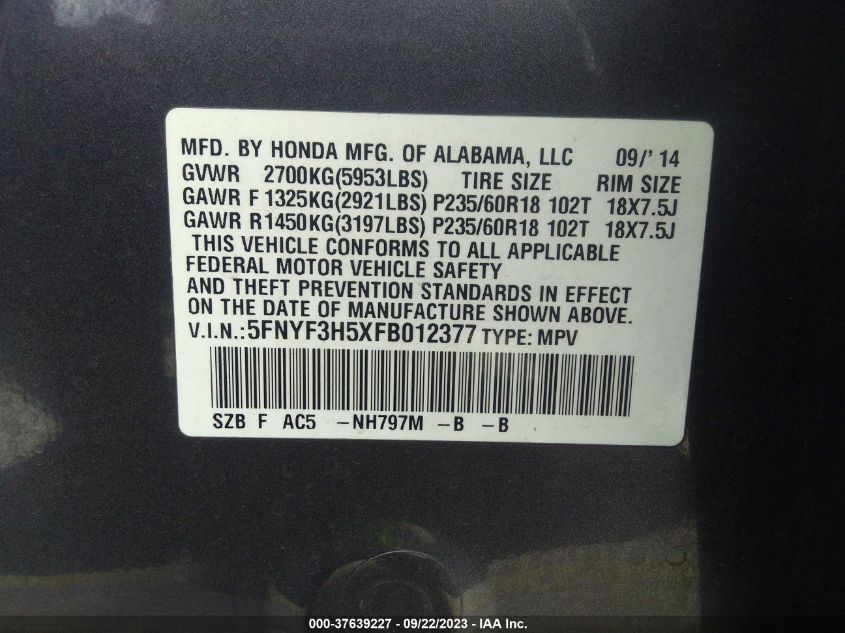 MFD. BY HONDA MFG. OF ALABAMA, LLC 09/'14
GVWR 2700KG(5953LBS) TIRE SIZE RIM SIZE
GAWR F 1325KG(2921LBS) P235/60R18 102T 18X7.5J
GAWR R1450KG(3197LBS) P235/60R18 102T 18X7.5J
THIS VEHICLE CONFORMS TO ALL APPLICABLE
FEDERAL MOTOR VEHICLE SAFETY
AND THEFT PREVENTION STANDARDS IN EFFECT
ON THE DATE OF MANUFACTURE SHOWN ABOVE.
V.I.N.:5FNYF3H5XFB012377 TYPE: MPV
SZB F AC5 -NH797M -B -B
000-37639227 - 09/22/2023 - © IAA Inc.